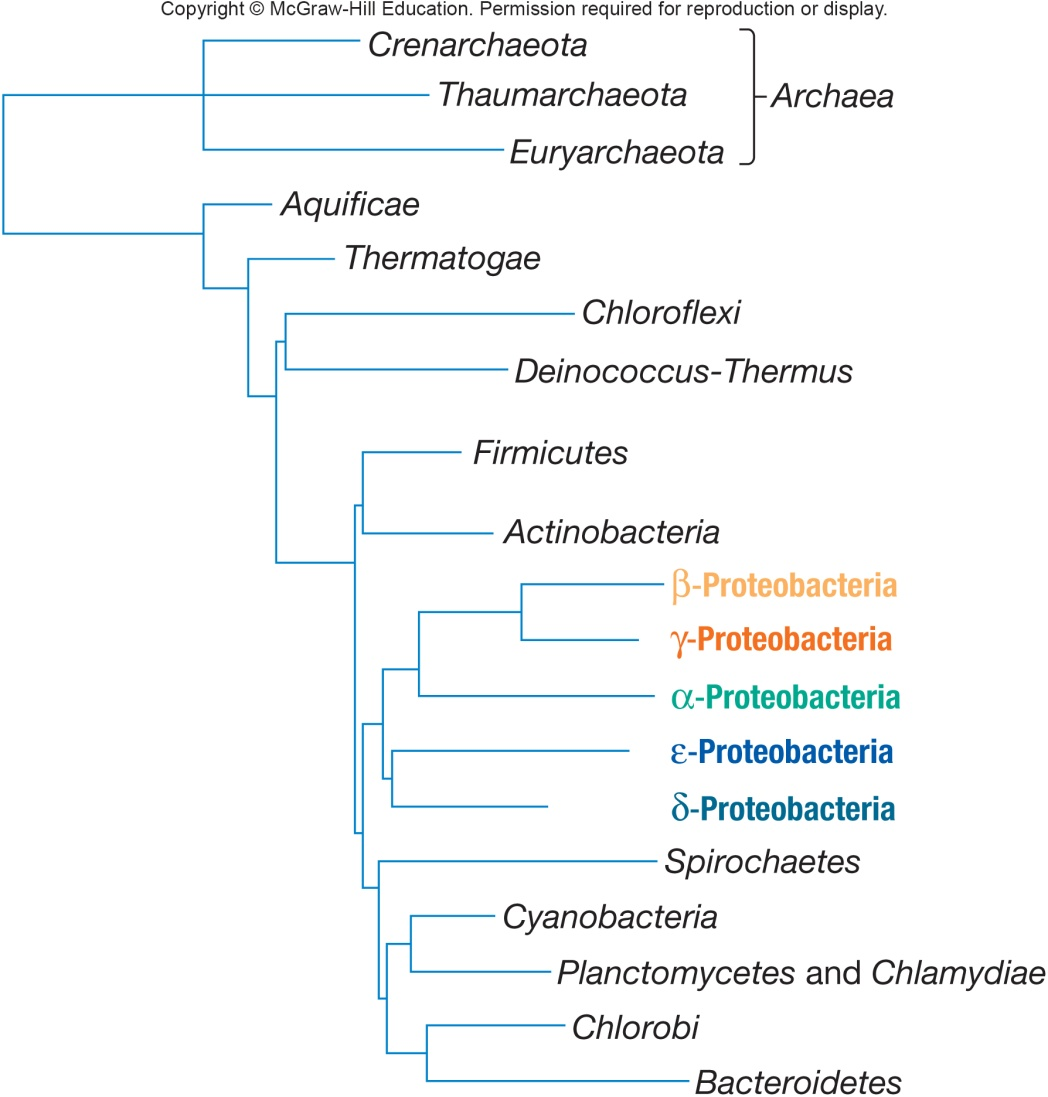 Copyright © McGraw-Hill Education. Permission required for reproduction or display.
Crenarchaeota
Thaumarchaeota
Archaea
Euryarchaeota
Aquificae
Thermatogae
Chloroflexi
Deinococcus-Thermus
Firmicutes
Actinobacteria
β-Proteobacteria
γ-Proteobacteria
α-Proteobacteria
ε-Proteobacteria
δ-Proteobacteria
Spirochaetes
Cyanobacteria
Planctomycetes and Chlamydiae
Chlorobi
Bacteroidetes